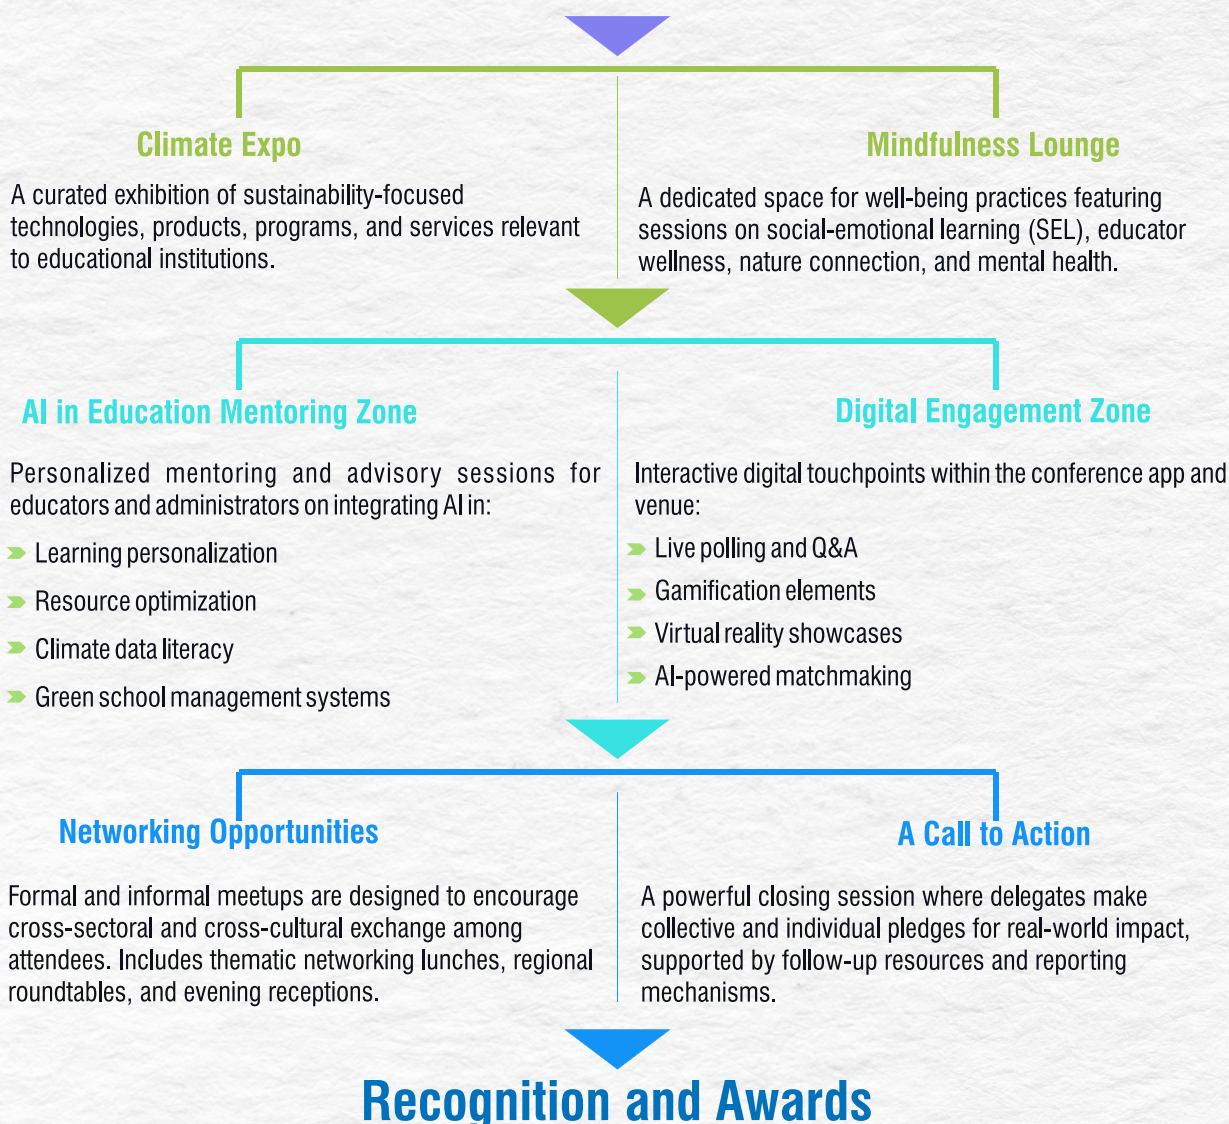 Climate Expo
A curated exhibition of sustainability-focused
technologies, products, programs, and services relevant
to educational institutions.
Mindfulness Lounge
A dedicated space for well-being practices featuring
sessions on social-emotional learning (SEL), educator
wellness, nature connection, and mental health.
AI in Education Mentoring Zone
Personalized mentoring and advisory sessions for
educators and administrators on integrating AI in:
Learning personalization
Resource optimization
Climate data literacy
Green school management systems
Digital Engagement Zone
Interactive digital touchpoints within the conference app and
venue:
Live polling and Q&A
Gamification elements
Virtual reality showcases
AI-powered matchmaking
Networking Opportunities
Formal and informal meetups are designed to encourage
cross-sectoral and cross-cultural exchange among
attendees. Includes thematic networking lunches, regional
roundtables, and evening receptions.
A Call to Action
A powerful closing session where delegates make
collective and individual pledges for real-world impact,
supported by follow-up resources and reporting
mechanisms.
Recognition and Awards